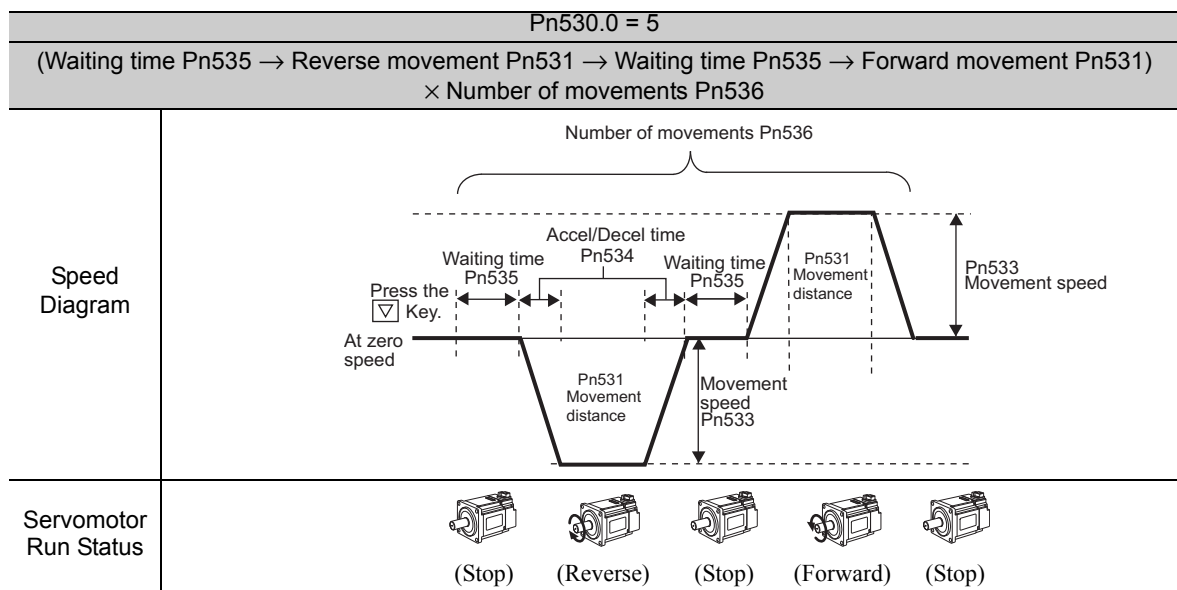 Pn530.0 = 5
(Waiting time Pn535 → Reverse movement Pn531 → Waiting time Pn535 → Forward movement Pn531)
× Number of movements Pn536
Speed
Diagram
Number of movements Pn536
Accel/Decel time
Pn534
Waiting time
Pn535
Waiting time
Pn535
Press the
▽ Key.
At zero
speed
Pn531
Movement
distance
Pn533
Movement speed
Pn531
Movement
distance
Movement
speed
Pn533
Servomotor
Run Status
(Stop) (Reverse) (Stop) (Forward) (Stop)